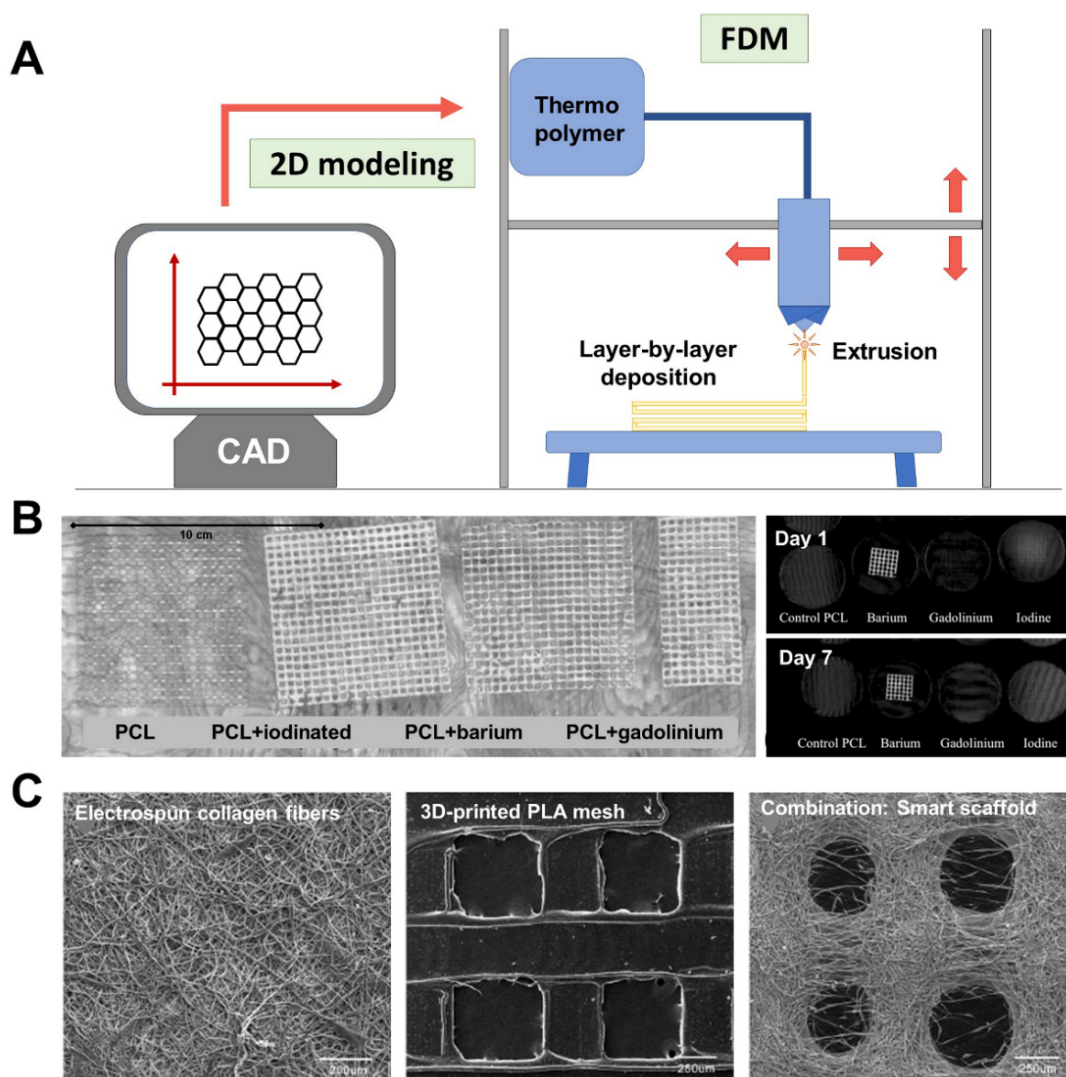 A
FDM
Thermo
polymer
2D modeling
Layer-by-layer
deposition
Extrusion
CAD
B
10 cm
PCL
PCL+iodinated
PCL+barium
PCL+gadolinium
Day 1
Control PCL
Barium
Gadolinium
Iodine
Day 7
Control PCL
Barium
Gadolinium
Iodine
C
Electrospun collagen fibers
3D-printed PLA mesh
Combination: Smart scaffold
200um
250um
250um